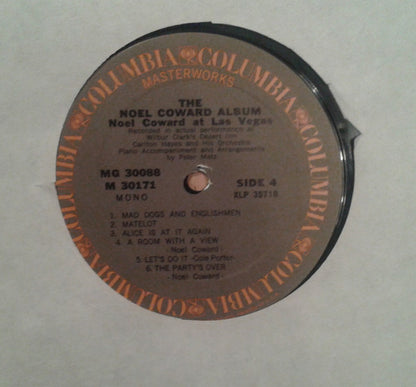 COLUMBIA COLUMBIA COLUMBIA COLUMBIA COLUMBIA COLUMBIA
MASTERWORKS
THE
NOEL COWARD ALBUM
Noel Coward at Las Vegas
Recorded in actual performance at
Wilbur Clark's Desert Inn
Carlton Hayes and His Orchestra
Piano Accompaniment and Arrangements
by Peter Matz
MG 30088
M 30171
MONO
SIDE 4
XLP 35718
1. MAD DOGS AND ENGLISHMEN
2. MATELOT
3. ALICE IS AT IT AGAIN
4. A ROOM WITH A VIEW
- Noel Coward -
5. LET'S DO IT -Cole Porter-
6. THE PARTY'S OVER
- Noel Coward -